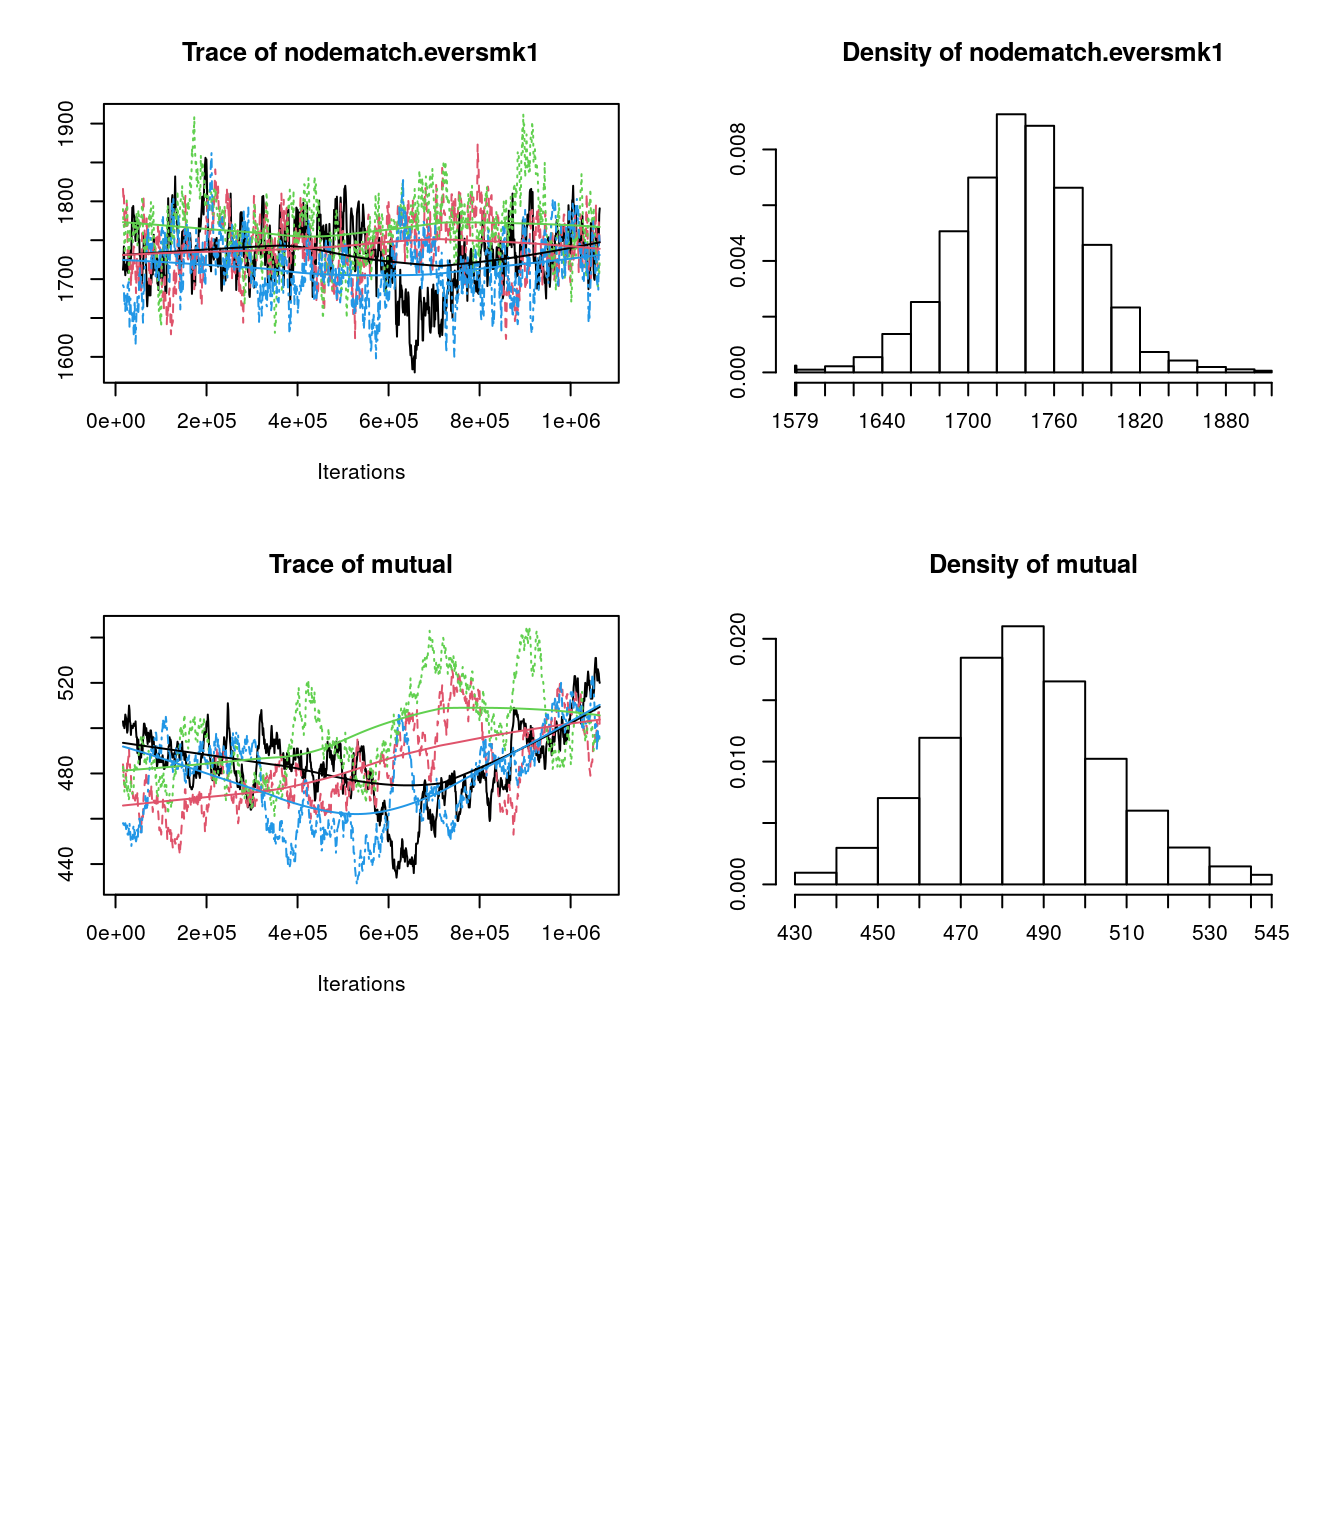 Trace of nodematch.eversmk1
1600 1700 1800 1900
0e+00 2e+05 4e+05 6e+05 8e+05 1e+06
Iterations
Density of nodematch.eversmk1
0.000 0.004 0.008
1579 1640 1700 1760 1820 1880
Trace of mutual
440 480 520
0e+00 2e+05 4e+05 6e+05 8e+05 1e+06
Iterations
Density of mutual
0.000 0.010 0.020
430 450 470 490 510 530 545